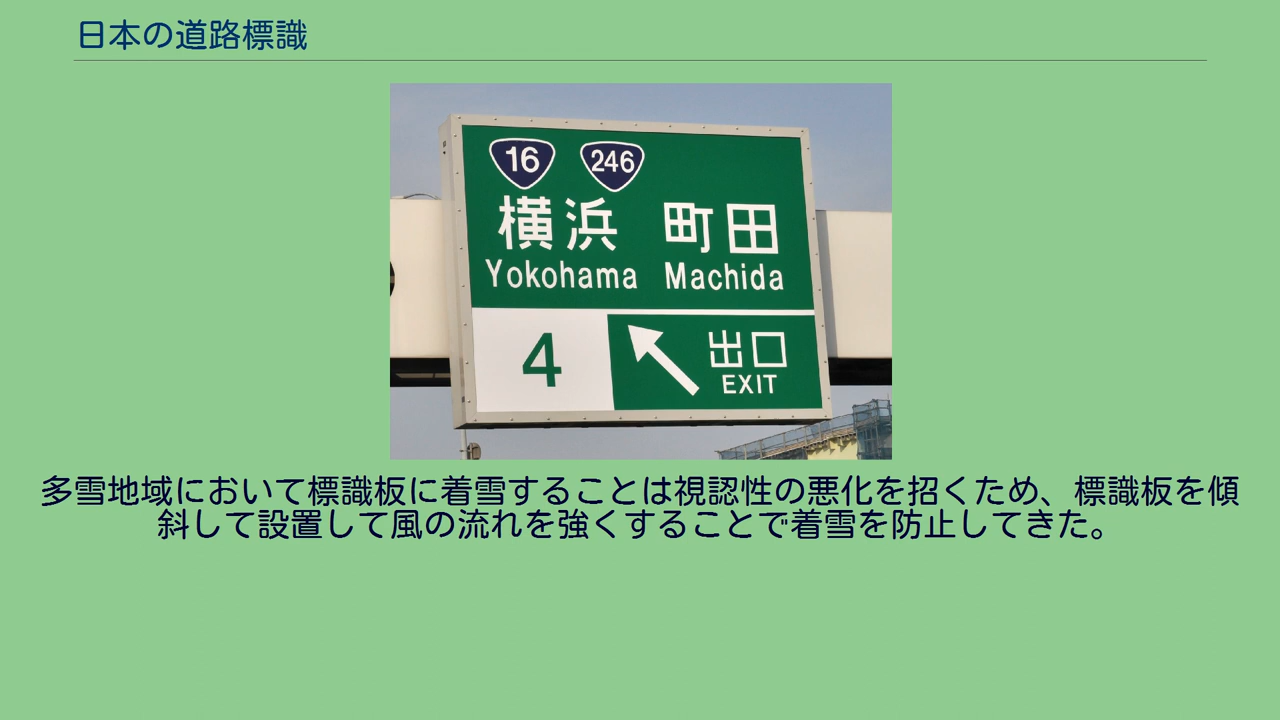 日本の道路標識
16 246
横浜 町田
Yokohama Machida
4 出口
EXIT
多雪地域において標識板に着雪することは視認性の悪化を招くため、標識板を傾
斜して設置して風の流れを強くすることで着雪を防止してきた。